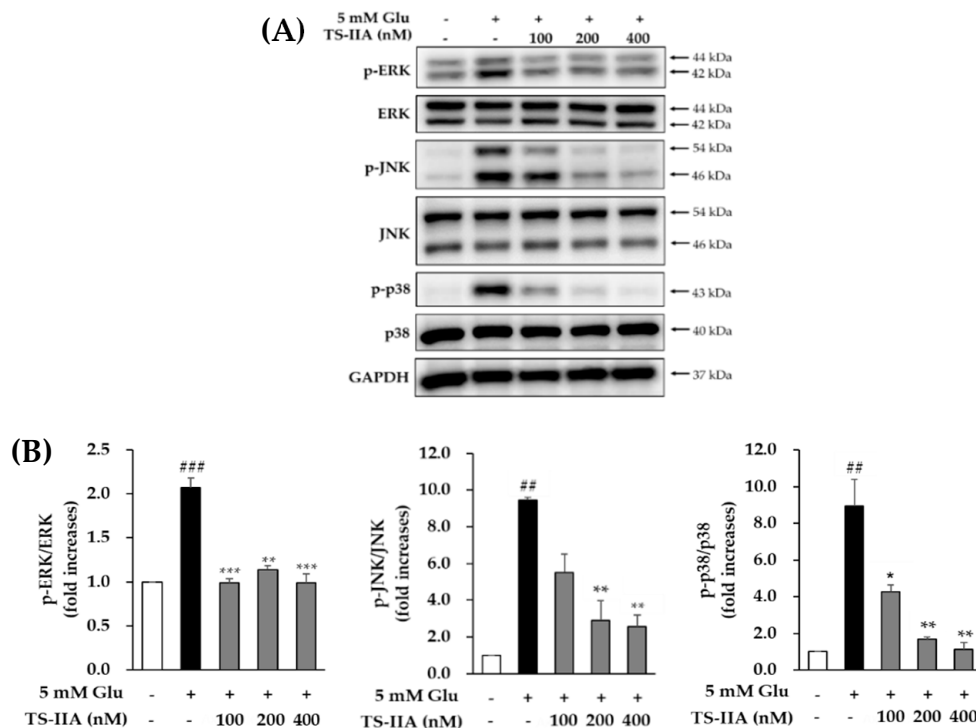 (A)
5 mM Glu - + + + +
TS-IIA (nM) - - 100 200 400
p-ERK
44 kDa
42 kDa
ERK
44 kDa
42 kDa
p-JNK
54 kDa
46 kDa
JNK
54 kDa
46 kDa
p-p38
43 kDa
p38
40 kDa
GAPDH
37 kDa
(B)
p-ERK/ERK
(fold increases)
2.5
2.0
1.5
1.0
0.5
0.0
###
***
**
***
5 mM Glu - + + + +
TS-IIA (nM) - - 100 200 400
p-JNK/JNK
(fold increases)
12.0
10.0
8.0
6.0
4.0
2.0
0.0
##
**
**
5 mM Glu - + + + +
TS-IIA (nM) - - 100 200 400
p-p38/p38
(fold increases)
12.0
10.0
8.0
6.0
4.0
2.0
0.0
##
*
**
**
5 mM Glu - + + + +
TS-IIA (nM) - - 100 200 400